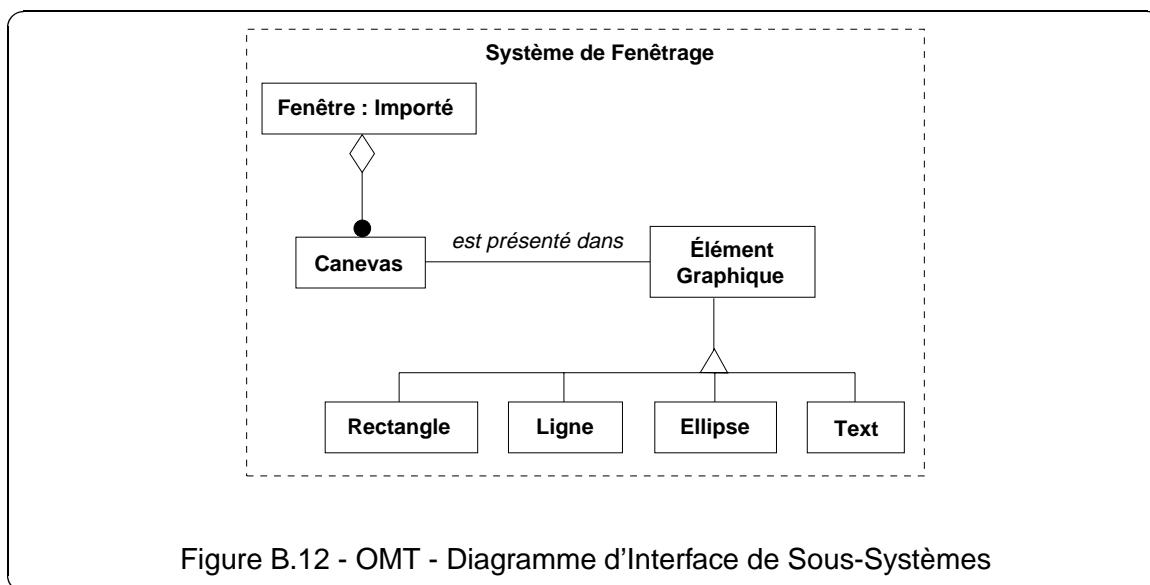 Système de Fenêtrage
Fenêtre : Importé
Canevas
est présenté dans
Élément
Graphique
Rectangle
Ligne
Ellipse
Text
Figure B.12 - OMT - Diagramme d'Interface de Sous-Systèmes